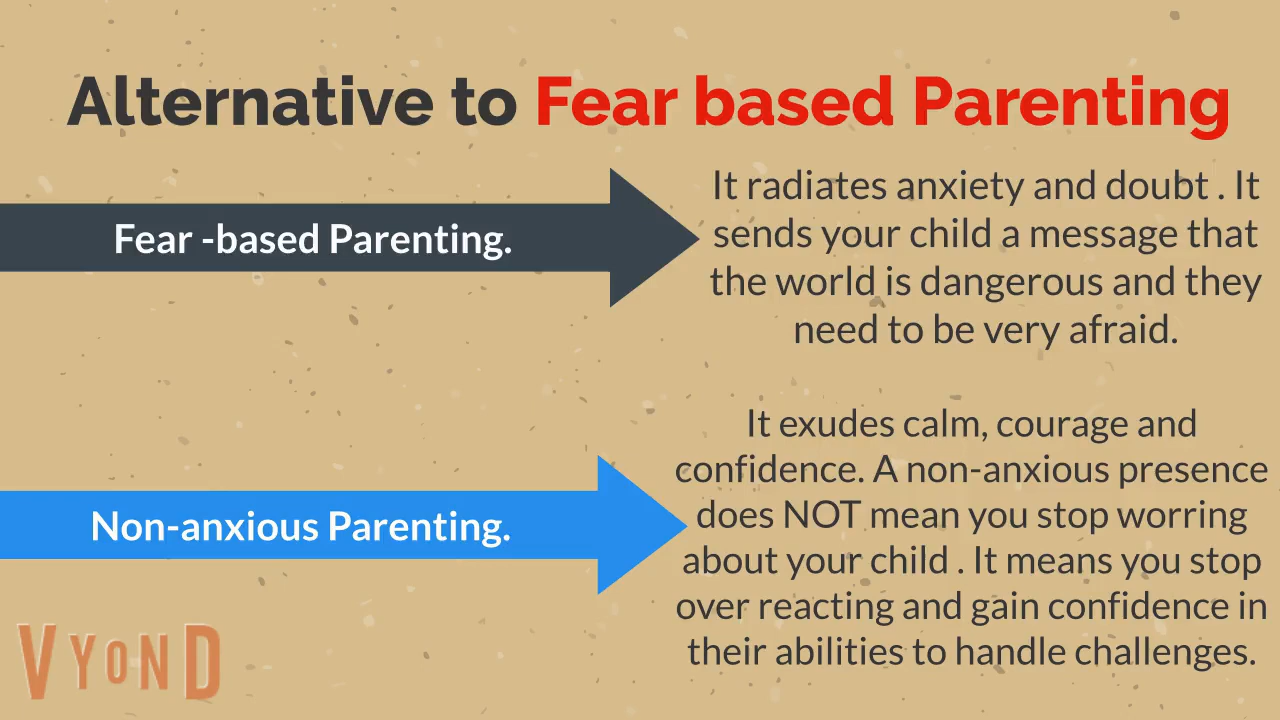 Alternative to Fear based Parenting
Fear -based Parenting.
It radiates anxiety and doubt . It
sends your child a message that
the world is dangerous and they
need to be very afraid.
Non-anxious Parenting.
It exudes calm, courage and
confidence. A non-anxious presence
does NOT mean you stop worring
about your child . It means you stop
over reacting and gain confidence in
their abilities to handle challenges.
VYOND